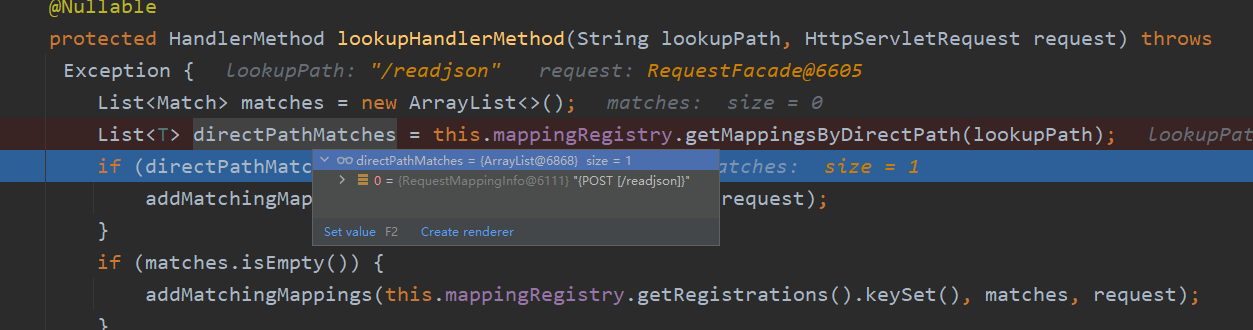 @Nullable
protected HandlerMethod lookupHandlerMethod(String lookupPath, HttpServletRequest request) throws
Exception { lookupPath: "/readjson" request: RequestFacade@6605
List<Match> matches = new ArrayList<>(); matches: size = 0
List<T> directPathMatches = this.mappingRegistry.getMappingsByDirectPath(lookupPath); lookupPat
if (directPathMatc atches: size = 1
directPathMatches = {ArrayList@6868} size = 1
0 = {RequestMappingInfo@6111} "{POST [/readjson]}"
addMatchingMap request);
Set value F2 Create renderer
}
if (matches.isEmpty()) {
addMatchingMappings(this.mappingRegistry.getRegistrations().keySet(), matches, request);
}